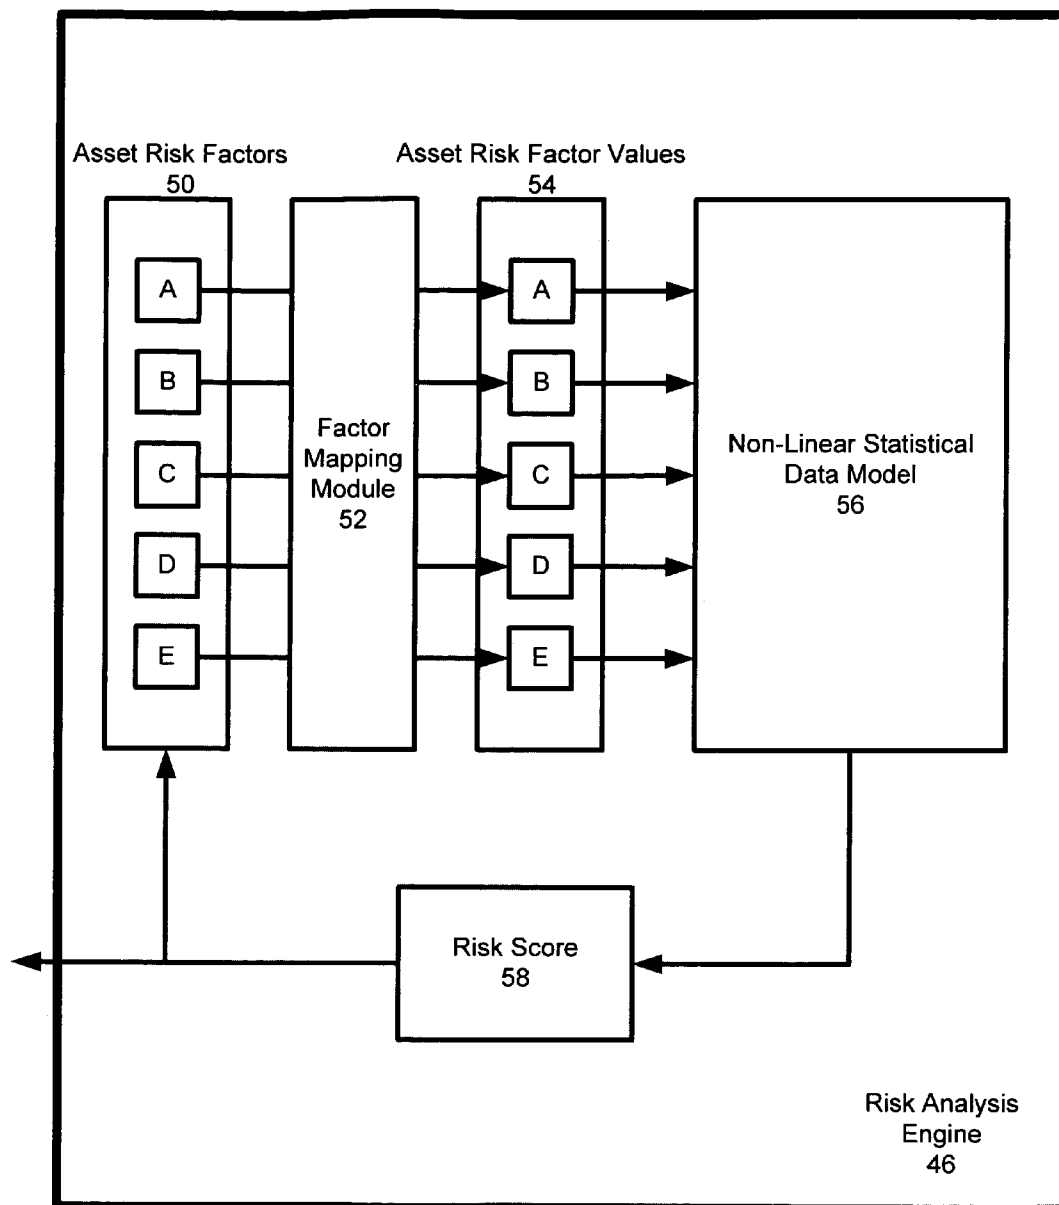 Asset Risk Factors
50
Asset Risk Factor Values
54
A
B
C
D
E
Factor
Mapping
Module
52
A
B
C
D
E
Non-Linear Statistical
Data Model
56
Risk Score
58
Risk Analysis
Engine
46